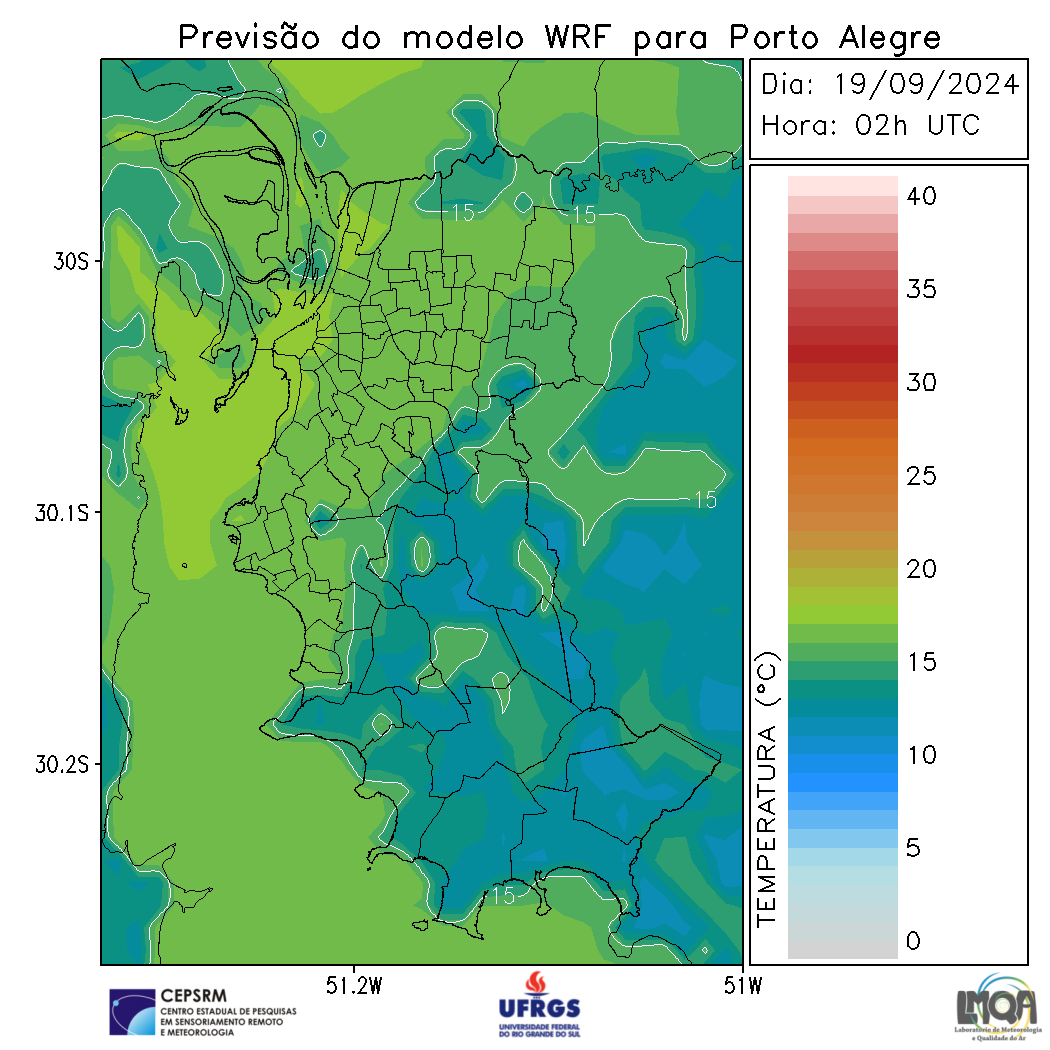 Previsão do modelo WRF para Porto Alegre
Dia: 19/09/2024
Hora: 02h UTC
40
35
30
25
20
15
10
5
0
TEMPERATURA (°C)
30S
30.1S
30.2S
51.2W
51W
15
15
15
15
CEPSRM
CENTRO ESTADUAL DE PESQUISAS
EM SENSORIAMENTO REMOTO
E METEOROLOGIA
UFRGS
UNIVERSIDADE FEDERAL
DO RIO GRANDE DO SUL
LMQA
Laboratório de Meteorologia
e Qualidade do Ar